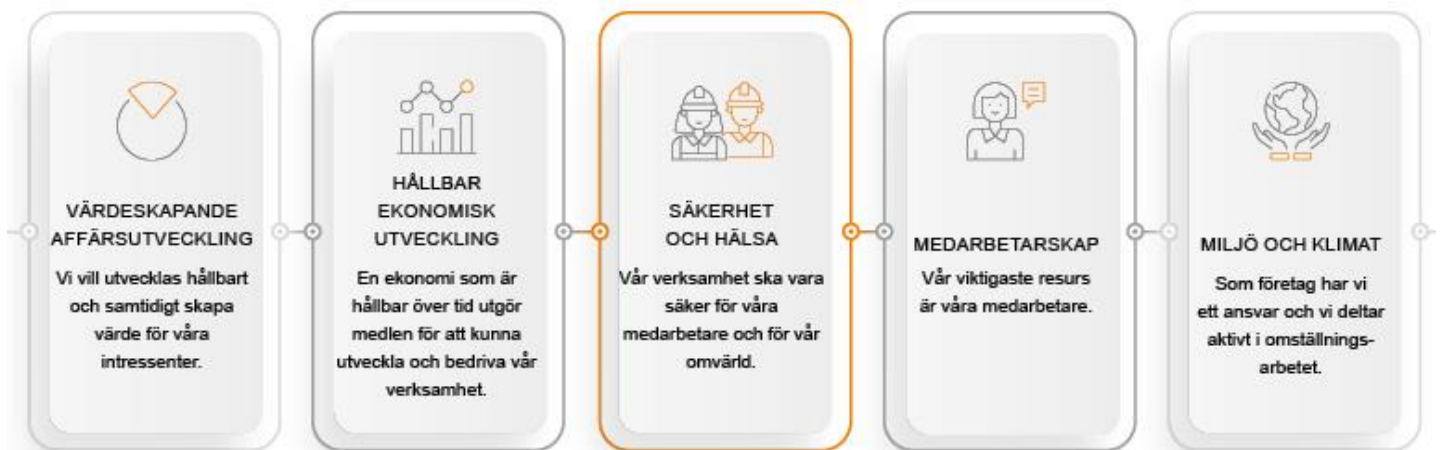 VÄRDESKAPANDE
AFFÄRSUTVECKLING
Vi vill utvecklas hållbart
och samtidigt skapa
värde för våra
intressenter.
HÅLLBAR
EKONOMISK
UTVECKLING
En ekonomi som är
hållbar över tid utgör
medlen för att kunna
utveckla och bedriva vår
verksamhet.
SÄKERHET
OCH HÄLSA
Vår verksamhet ska vara
säker för våra
medarbetare och för vår
omvärld.
MEDARBETARSKAP
Vår viktigaste resurs
är våra medarbetare.
MILJÖ OCH KLIMAT
Som företag har vi
ett ansvar och vi deltar
aktivt i omställnings-
arbetet.